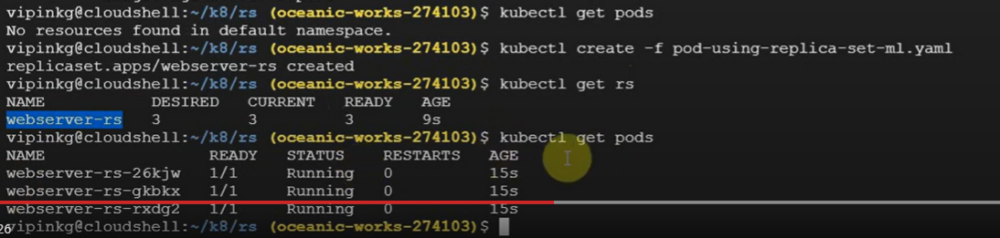 vipinkg@cloudshell:~/k8/rs (oceanic-works-274103)$ kubectl get pods
No resources found in default namespace.
vipinkg@cloudshell:~/k8/rs (oceanic-works-274103)$ kubectl create -f pod-using-replica-set-ml.yaml
replicaset.apps/webserver-rs created
vipinkg@cloudshell:~/k8/rs (oceanic-works-274103)$ kubectl get rs
NAME DESIRED CURRENT READY AGE
webserver-rs 3 3 3 9s
vipinkg@cloudshell:~/k8/rs (oceanic-works-274103)$ kubectl get pods
NAME READY STATUS RESTARTS AGE
webserver-rs-26kjw 1/1 Running 0 15s
webserver-rs-gkbkx 1/1 Running 0 15s
webserver-rs-rxdg2 1/1 Running 0 15s
vipinkg@cloudshell:~/k8/rs (oceanic-works-274103)$